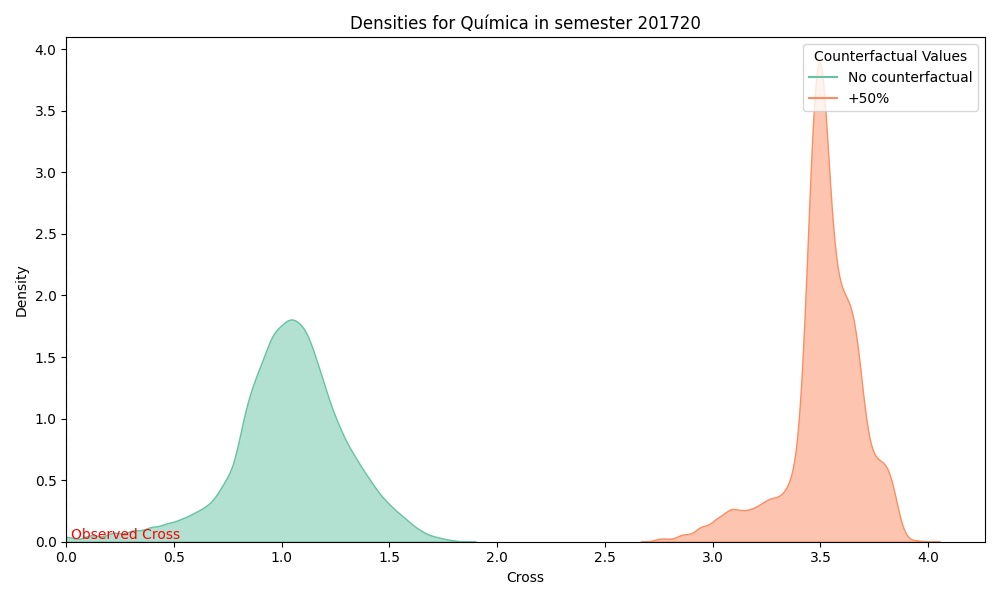 Densities for Química in semester 201720
Counterfactual Values
No counterfactual
+50%
4.0
3.5
3.0
2.5
2.0
1.5
1.0
0.5
0.0
Density
Observed Cross
0.0 0.5 1.0 1.5 2.0 2.5 3.0 3.5 4.0
Cross